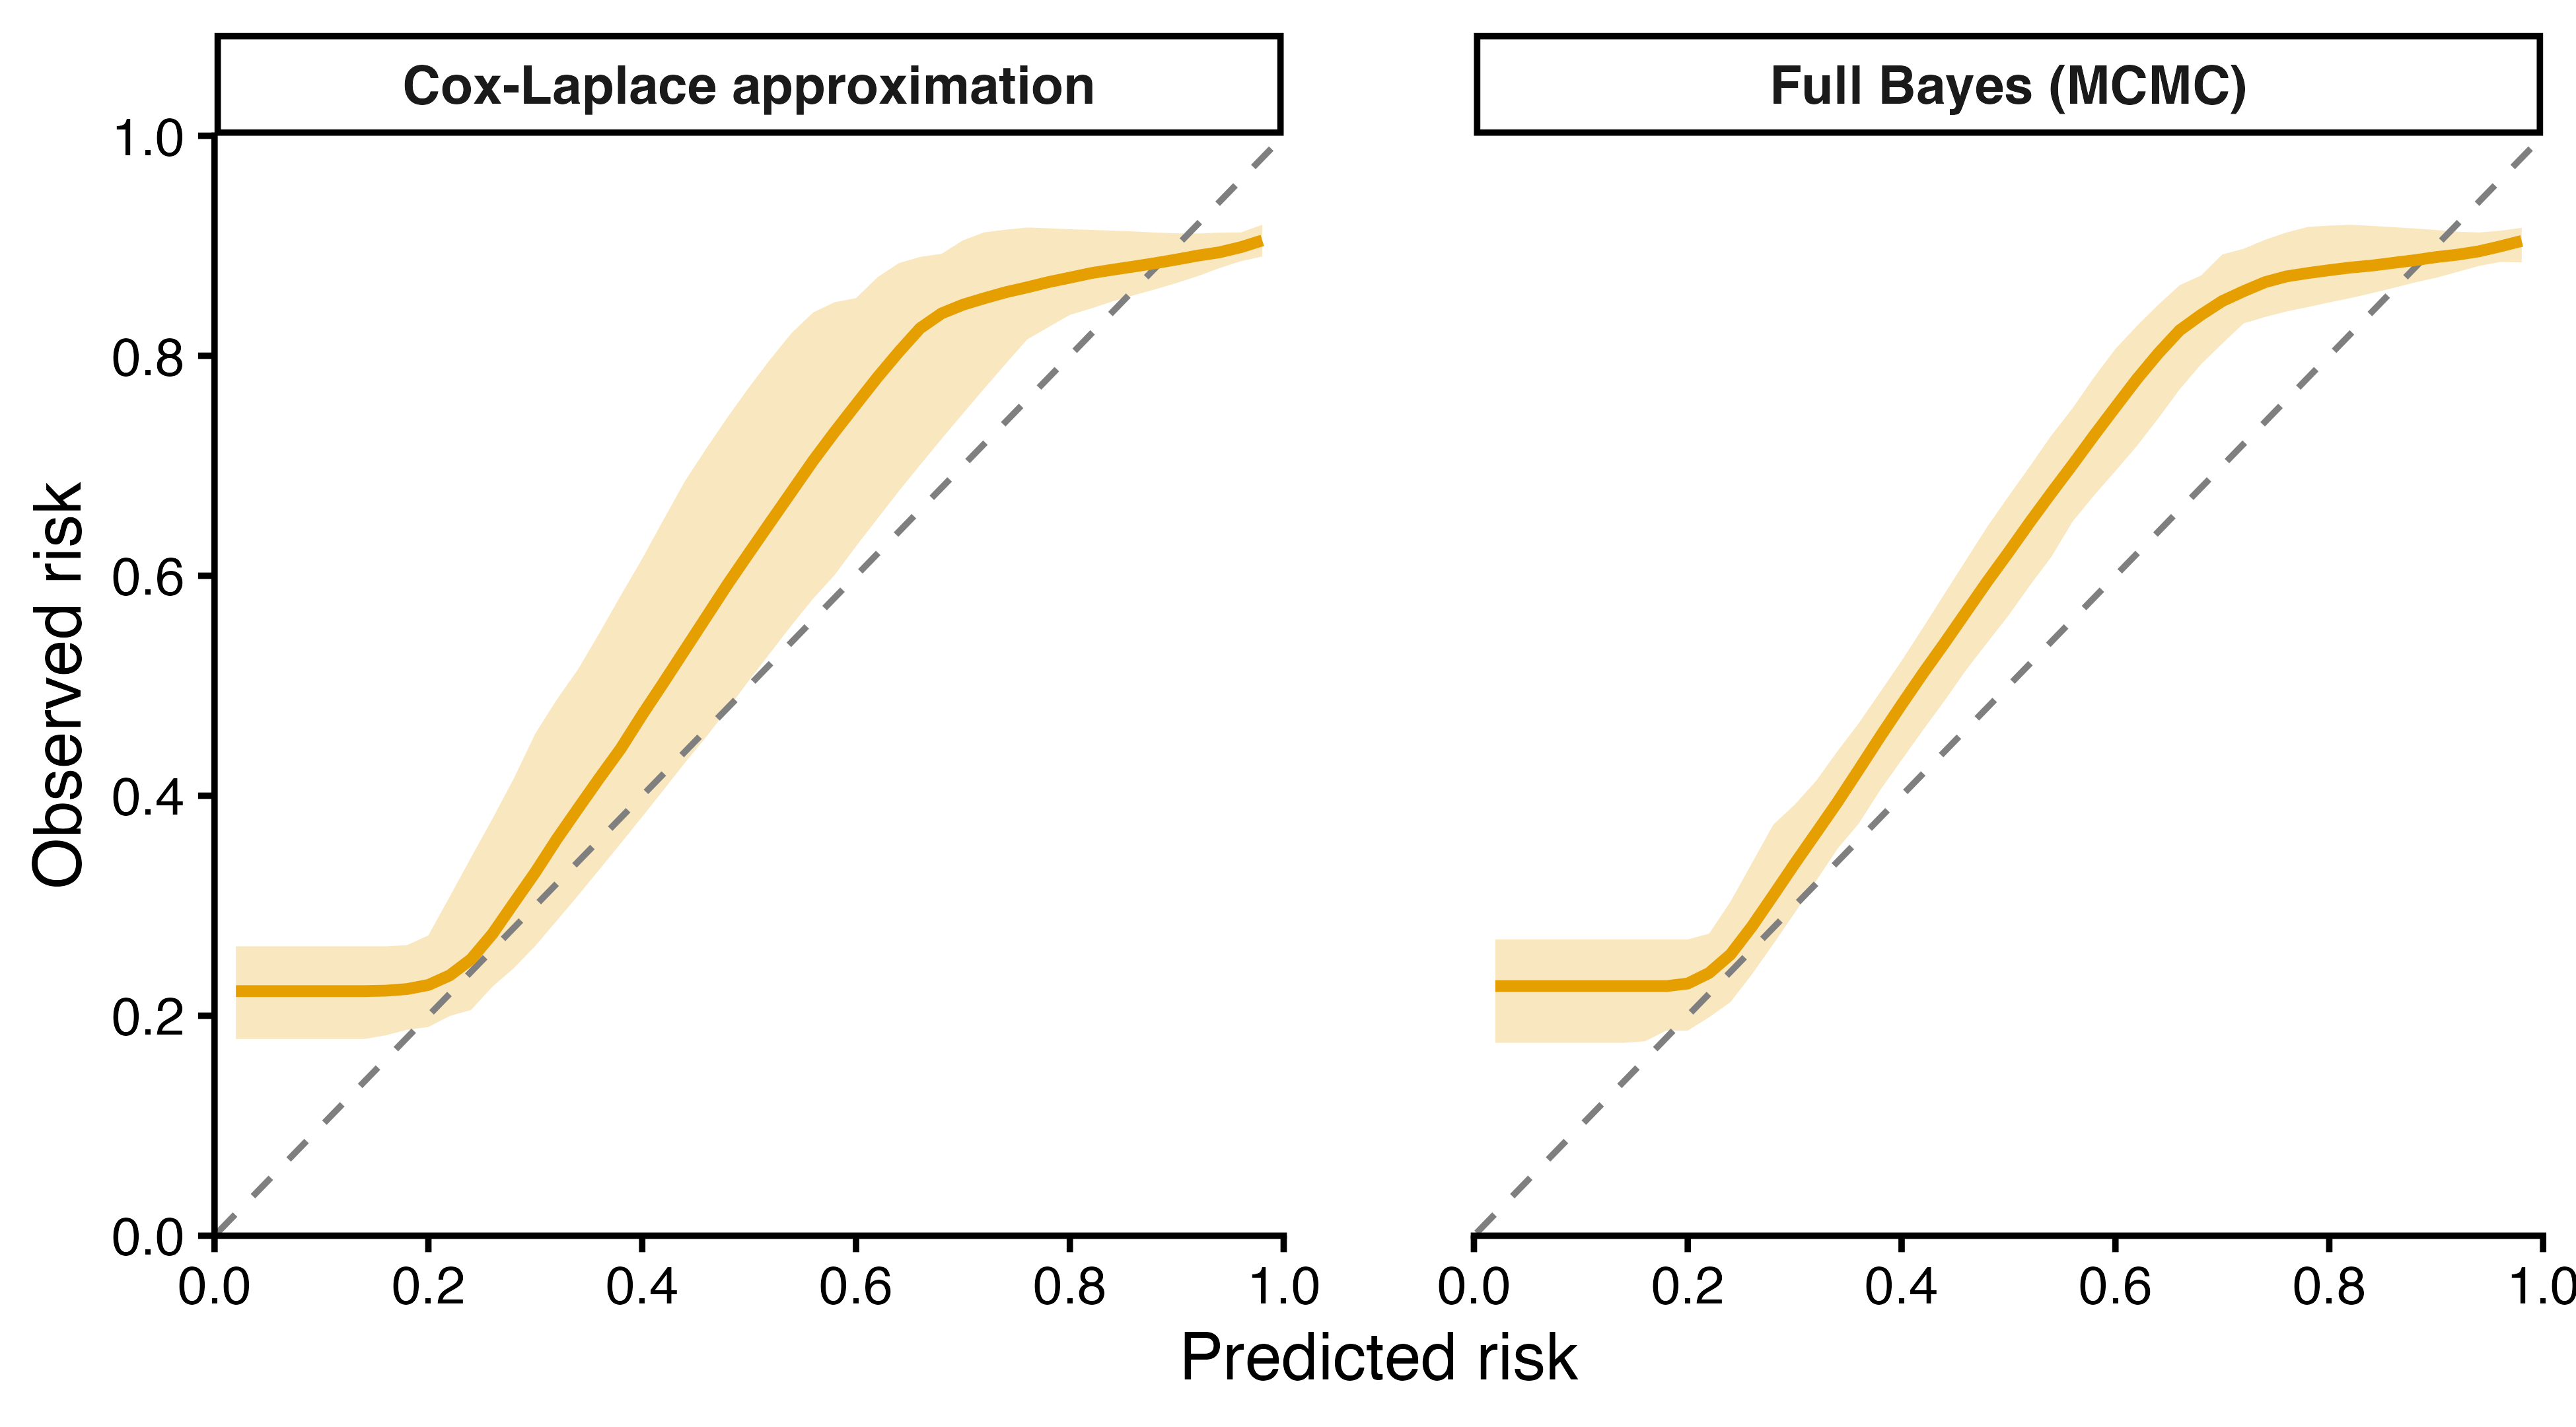 Cox-Laplace approximation
Full Bayes (MCMC)
Observed risk
1.0
0.8
0.6
0.4
0.2
0.0
0.0 0.2 0.4 0.6 0.8 1.0
0.0 0.2 0.4 0.6 0.8 1.0
Predicted risk